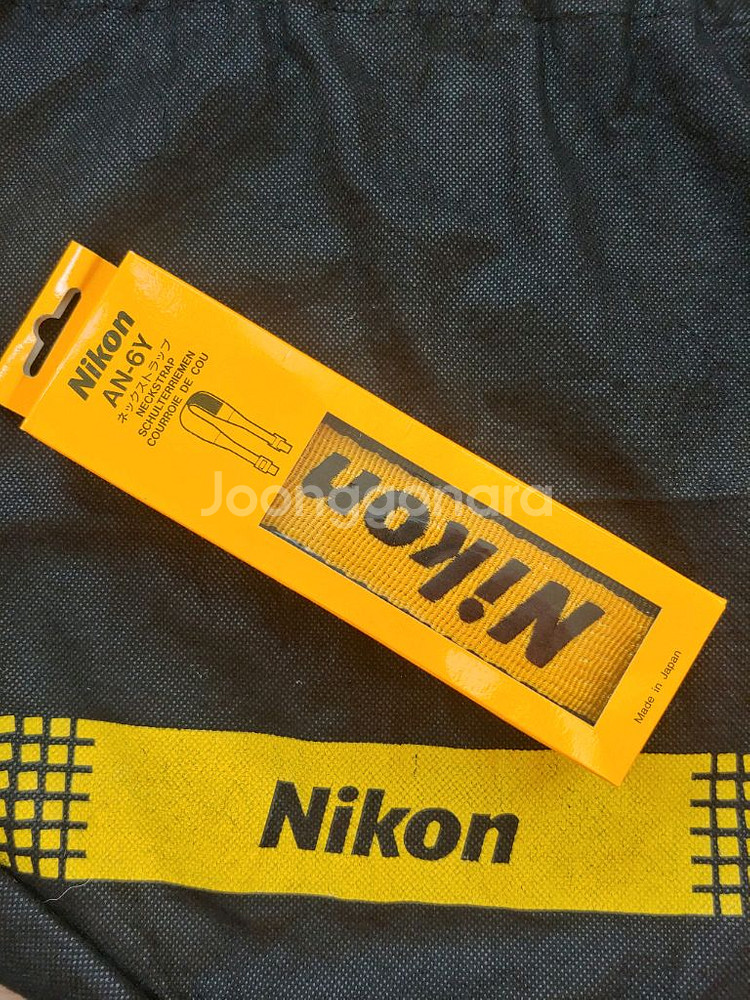 Nikon
AN-6Y
ネックストラップ
NECKSTRAP
SCHULTERRIEMEN
COURROIE DE COU
Nikon
Joonggonara
Made in Japan
Nikon